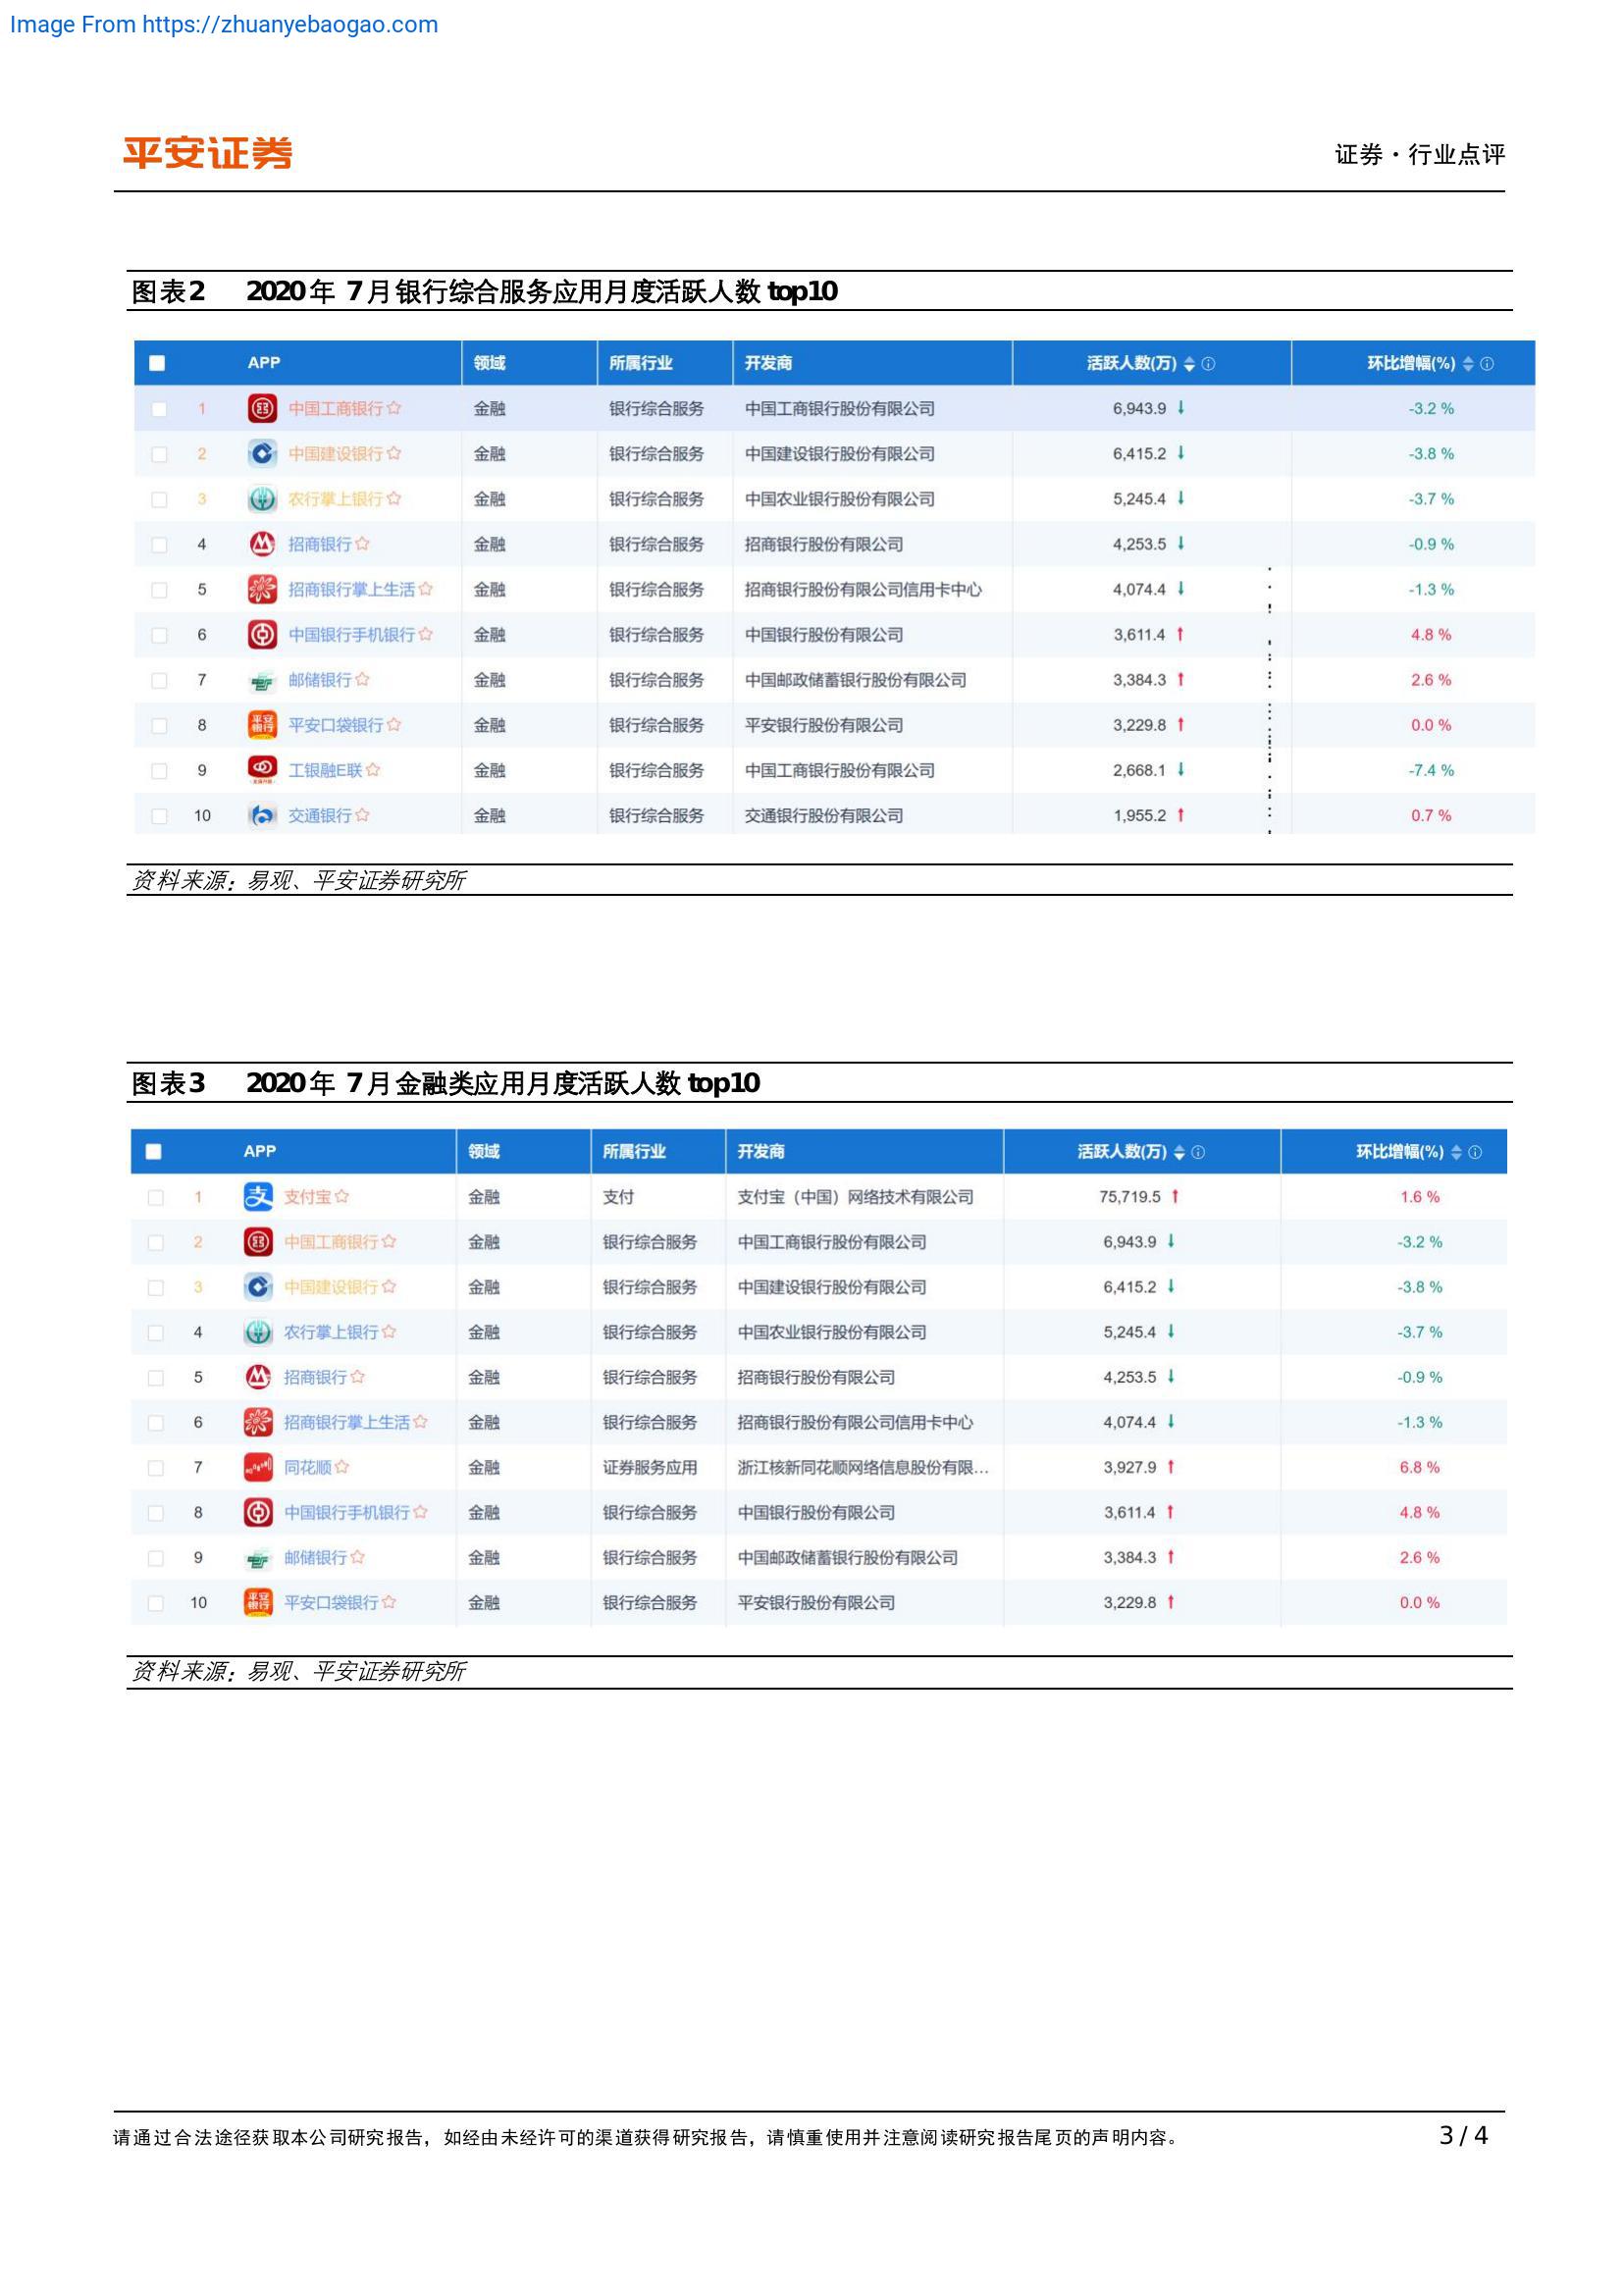 Image From https://zhuanyebaogao.com
平安证券
证券·行业点评
图表2 2020年 7月银行综合服务应用月度活跃人数 top10
APP 领域 所属行业 开发商 活跃人数(万) 环比增幅(%)
1 中国工商银行 金融 银行综合服务 中国工商银行股份有限公司 6,943.9 ↓ -3.2 %
2 中国建设银行 金融 银行综合服务 中国建设银行股份有限公司 6,415.2 ↓ -3.8 %
3 农行掌上银行 金融 银行综合服务 中国农业银行股份有限公司 5,245.4 ↓ -3.7 %
4 招商银行 金融 银行综合服务 招商银行股份有限公司 4,253.5 ↓ -0.9 %
5 招商银行掌上生活 金融 银行综合服务 招商银行股份有限公司信用卡中心 4,074.4 ↓ -1.3 %
6 中国银行手机银行 金融 银行综合服务 中国银行股份有限公司 3,611.4 ↑ 4.8 %
7 邮储银行 金融 银行综合服务 中国邮政储蓄银行股份有限公司 3,384.3 ↑ 2.6 %
8 平安口袋银行 金融 银行综合服务 平安银行股份有限公司 3,229.8 ↑ 0.0 %
9 工银融E联 金融 银行综合服务 中国工商银行股份有限公司 2,668.1 ↓ -7.4 %
10 交通银行 金融 银行综合服务 交通银行股份有限公司 1,955.2 ↑ 0.7 %
资料来源：易观、平安证券研究所
图表3 2020年 7月金融类应用月度活跃人数 top10
APP 领域 所属行业 开发商 活跃人数(万) 环比增幅(%)
1 支付宝 金融 支付 支付宝（中国）网络技术有限公司 75,719.5 ↑ 1.6 %
2 中国工商银行 金融 银行综合服务 中国工商银行股份有限公司 6,943.9 ↓ -3.2 %
3 中国建设银行 金融 银行综合服务 中国建设银行股份有限公司 6,415.2 ↓ -3.8 %
4 农行掌上银行 金融 银行综合服务 中国农业银行股份有限公司 5,245.4 ↓ -3.7 %
5 招商银行 金融 银行综合服务 招商银行股份有限公司 4,253.5 ↓ -0.9 %
6 招商银行掌上生活 金融 银行综合服务 招商银行股份有限公司信用卡中心 4,074.4 ↓ -1.3 %
7 同花顺 金融 证券服务应用 浙江核新同花顺网络信息股份有限... 3,927.9 ↑ 6.8 %
8 中国银行手机银行 金融 银行综合服务 中国银行股份有限公司 3,611.4 ↑ 4.8 %
9 邮储银行 金融 银行综合服务 中国邮政储蓄银行股份有限公司 3,384.3 ↑ 2.6 %
10 平安口袋银行 金融 银行综合服务 平安银行股份有限公司 3,229.8 ↑ 0.0 %
资料来源：易观、平安证券研究所
请通过合法途径获取本公司研究报告，如经由未经许可的渠道获得研究报告，请慎重使用并注意阅读研究报告尾页的声明内容。 3 / 4